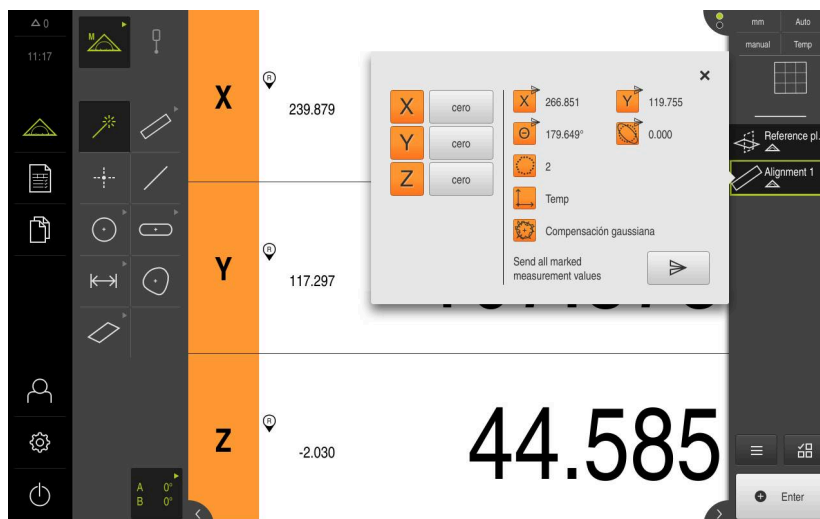 0
11:17
M
A 0°
B 0°
X
R
239.879
Y
R
117.297
Z
R
-2.030
44.585
X cero
Y cero
Z cero
X 266.851
Y 119.755
Θ 179.649°
0.000
2
Temp
Compensación gaussiana
Send all marked
measurement values
mm Auto
manual Temp
Reference pl.
Alignment 1
Enter